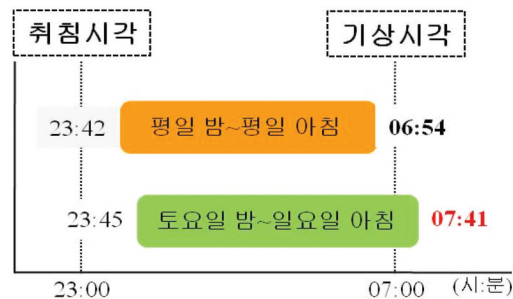 취침시각 기상시각
23:42 평일 밤~평일 아침 06:54
23:45 토요일 밤~일요일 아침 07:41
23:00 07:00 (시:분)